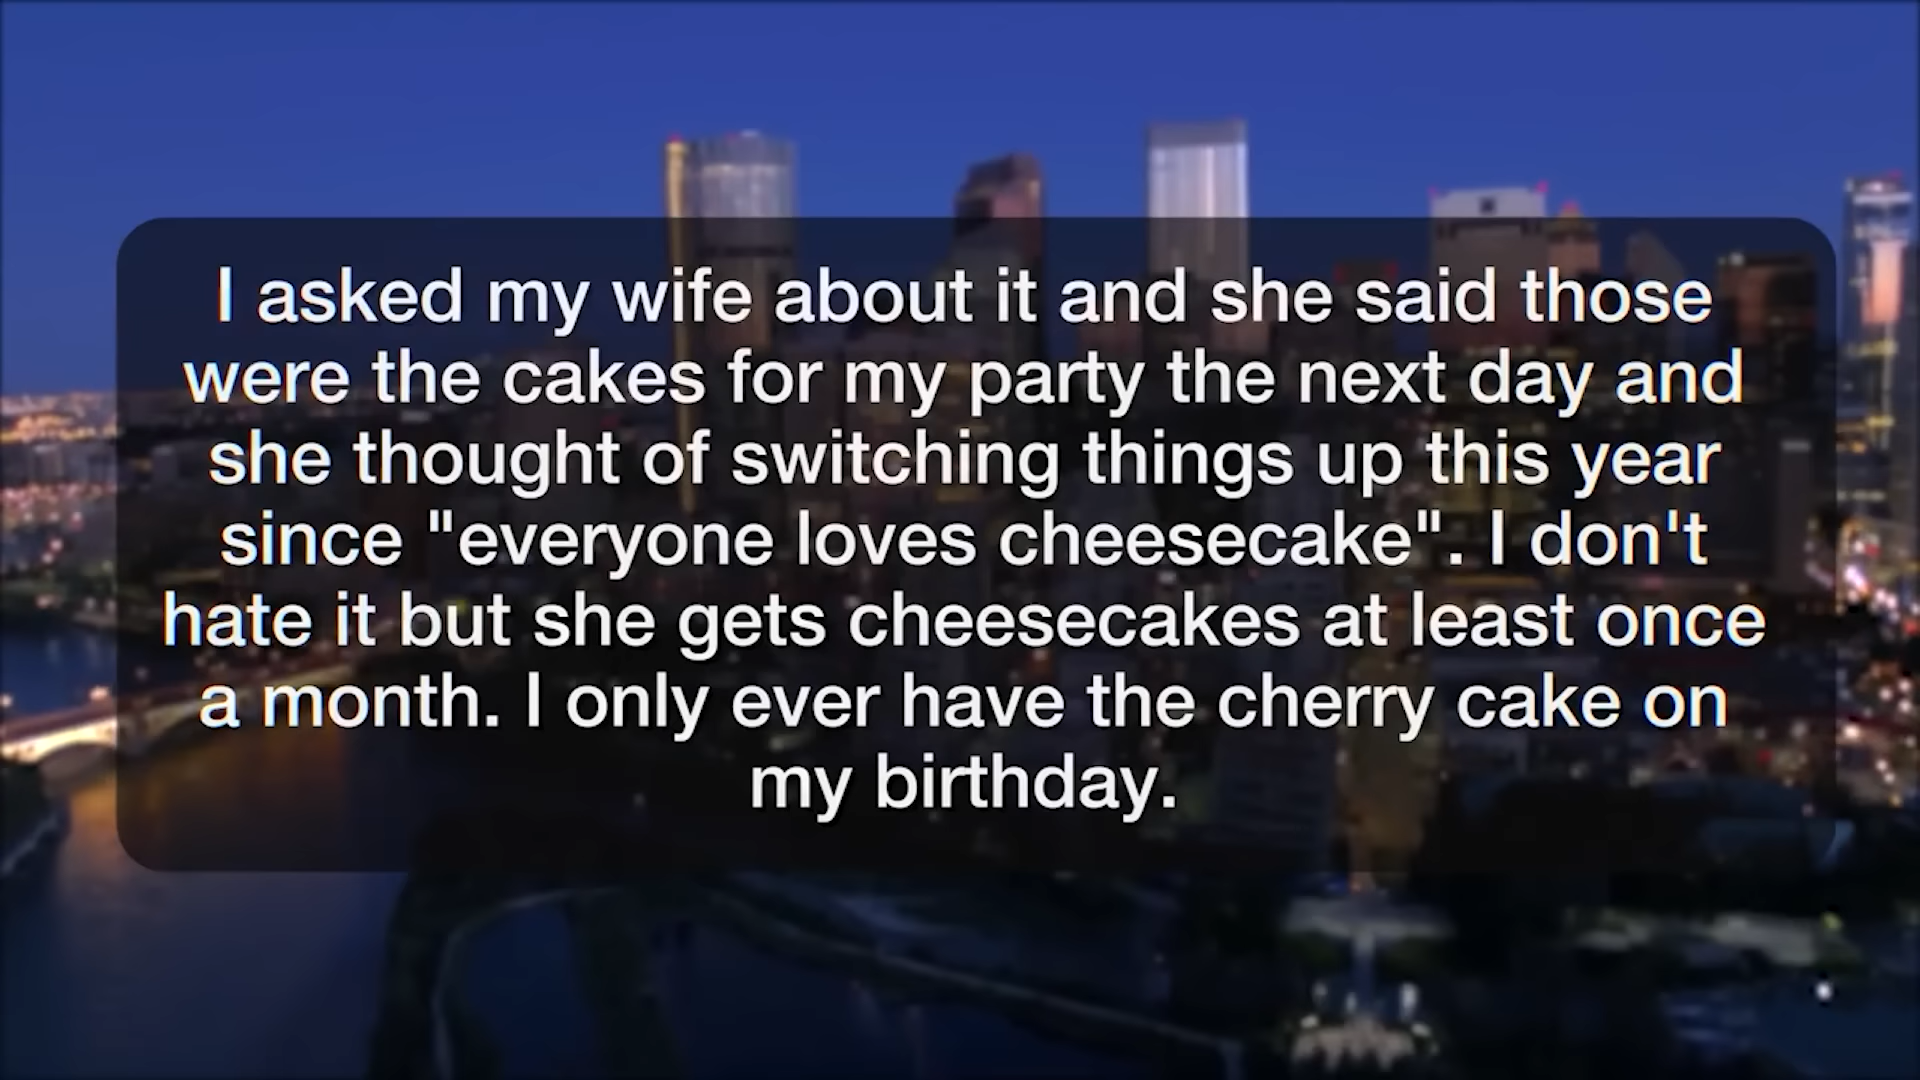 I asked my wife about it and she said those
were the cakes for my party the next day and
she thought of switching things up this year
since "everyone loves cheesecake". I don't
hate it but she gets cheesecakes at least once
a month. I only ever have the cherry cake on
my birthday.